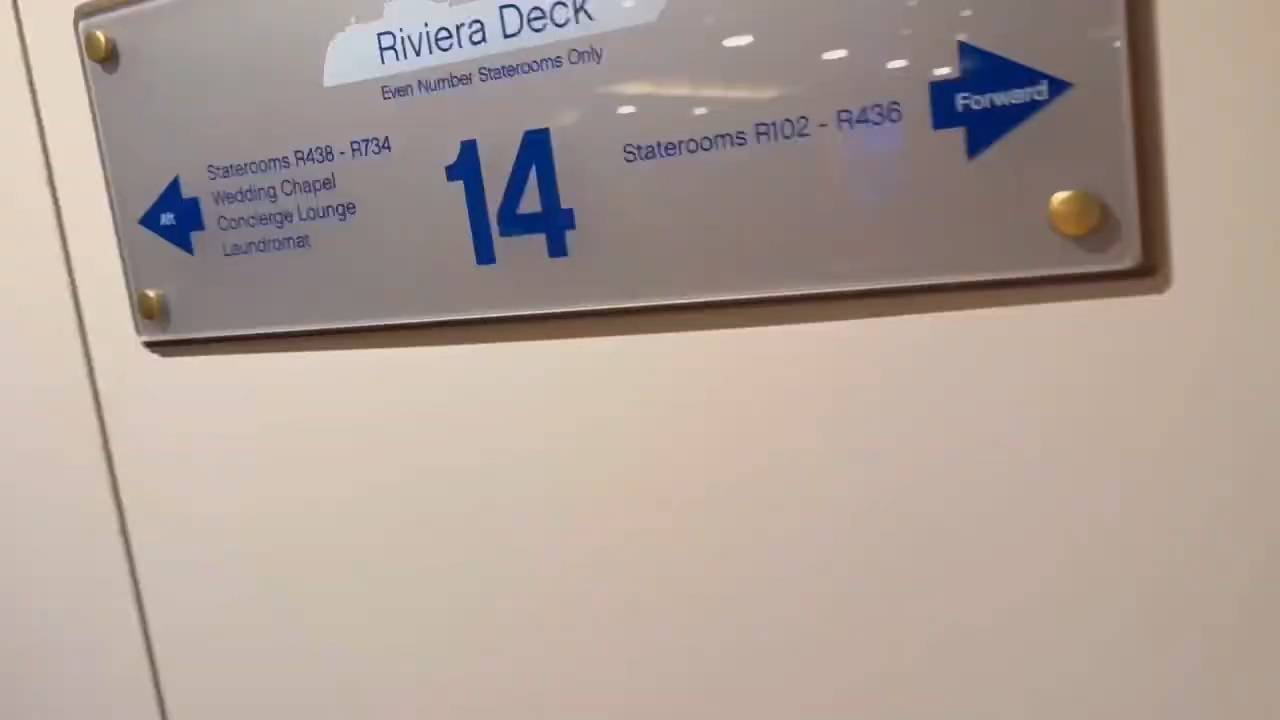 Riviera Deck
Even Number Staterooms Only
Aft
Staterooms R438 - R734
Wedding Chapel
Concierge Lounge
Laundromat
14
Staterooms R102 - R436
Forward